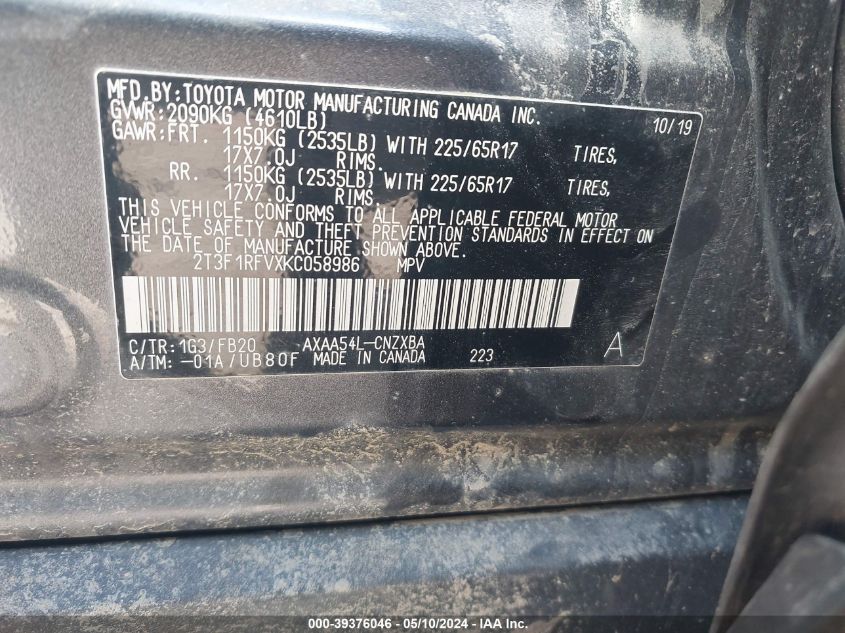 MFD.BY:TOYOTA MOTOR MANUFACTURING CANADA INC.
GVWR:2090KG (4610LB) 10/19
GAWR:FRT. 1150KG (2535LB) WITH 225/65R17 TIRES,
17X7.0J RIMS.
RR. 1150KG (2535LB) WITH 225/65R17 TIRES,
17X7.0J RIMS.
THIS VEHICLE CONFORMS TO ALL APPLICABLE FEDERAL MOTOR
VEHICLE SAFETY AND THEFT PREVENTION STANDARDS IN EFFECT ON
THE DATE OF MANUFACTURE SHOWN ABOVE.
2T3F1RFVXKC058986 MPV
C/TR:1G3/FB20 AXAA54L-CNZXBA
A/TM:-01A/UB80F MADE IN CANADA 223 A
000-39376046 — 05/10/2024 — IAA Inc.